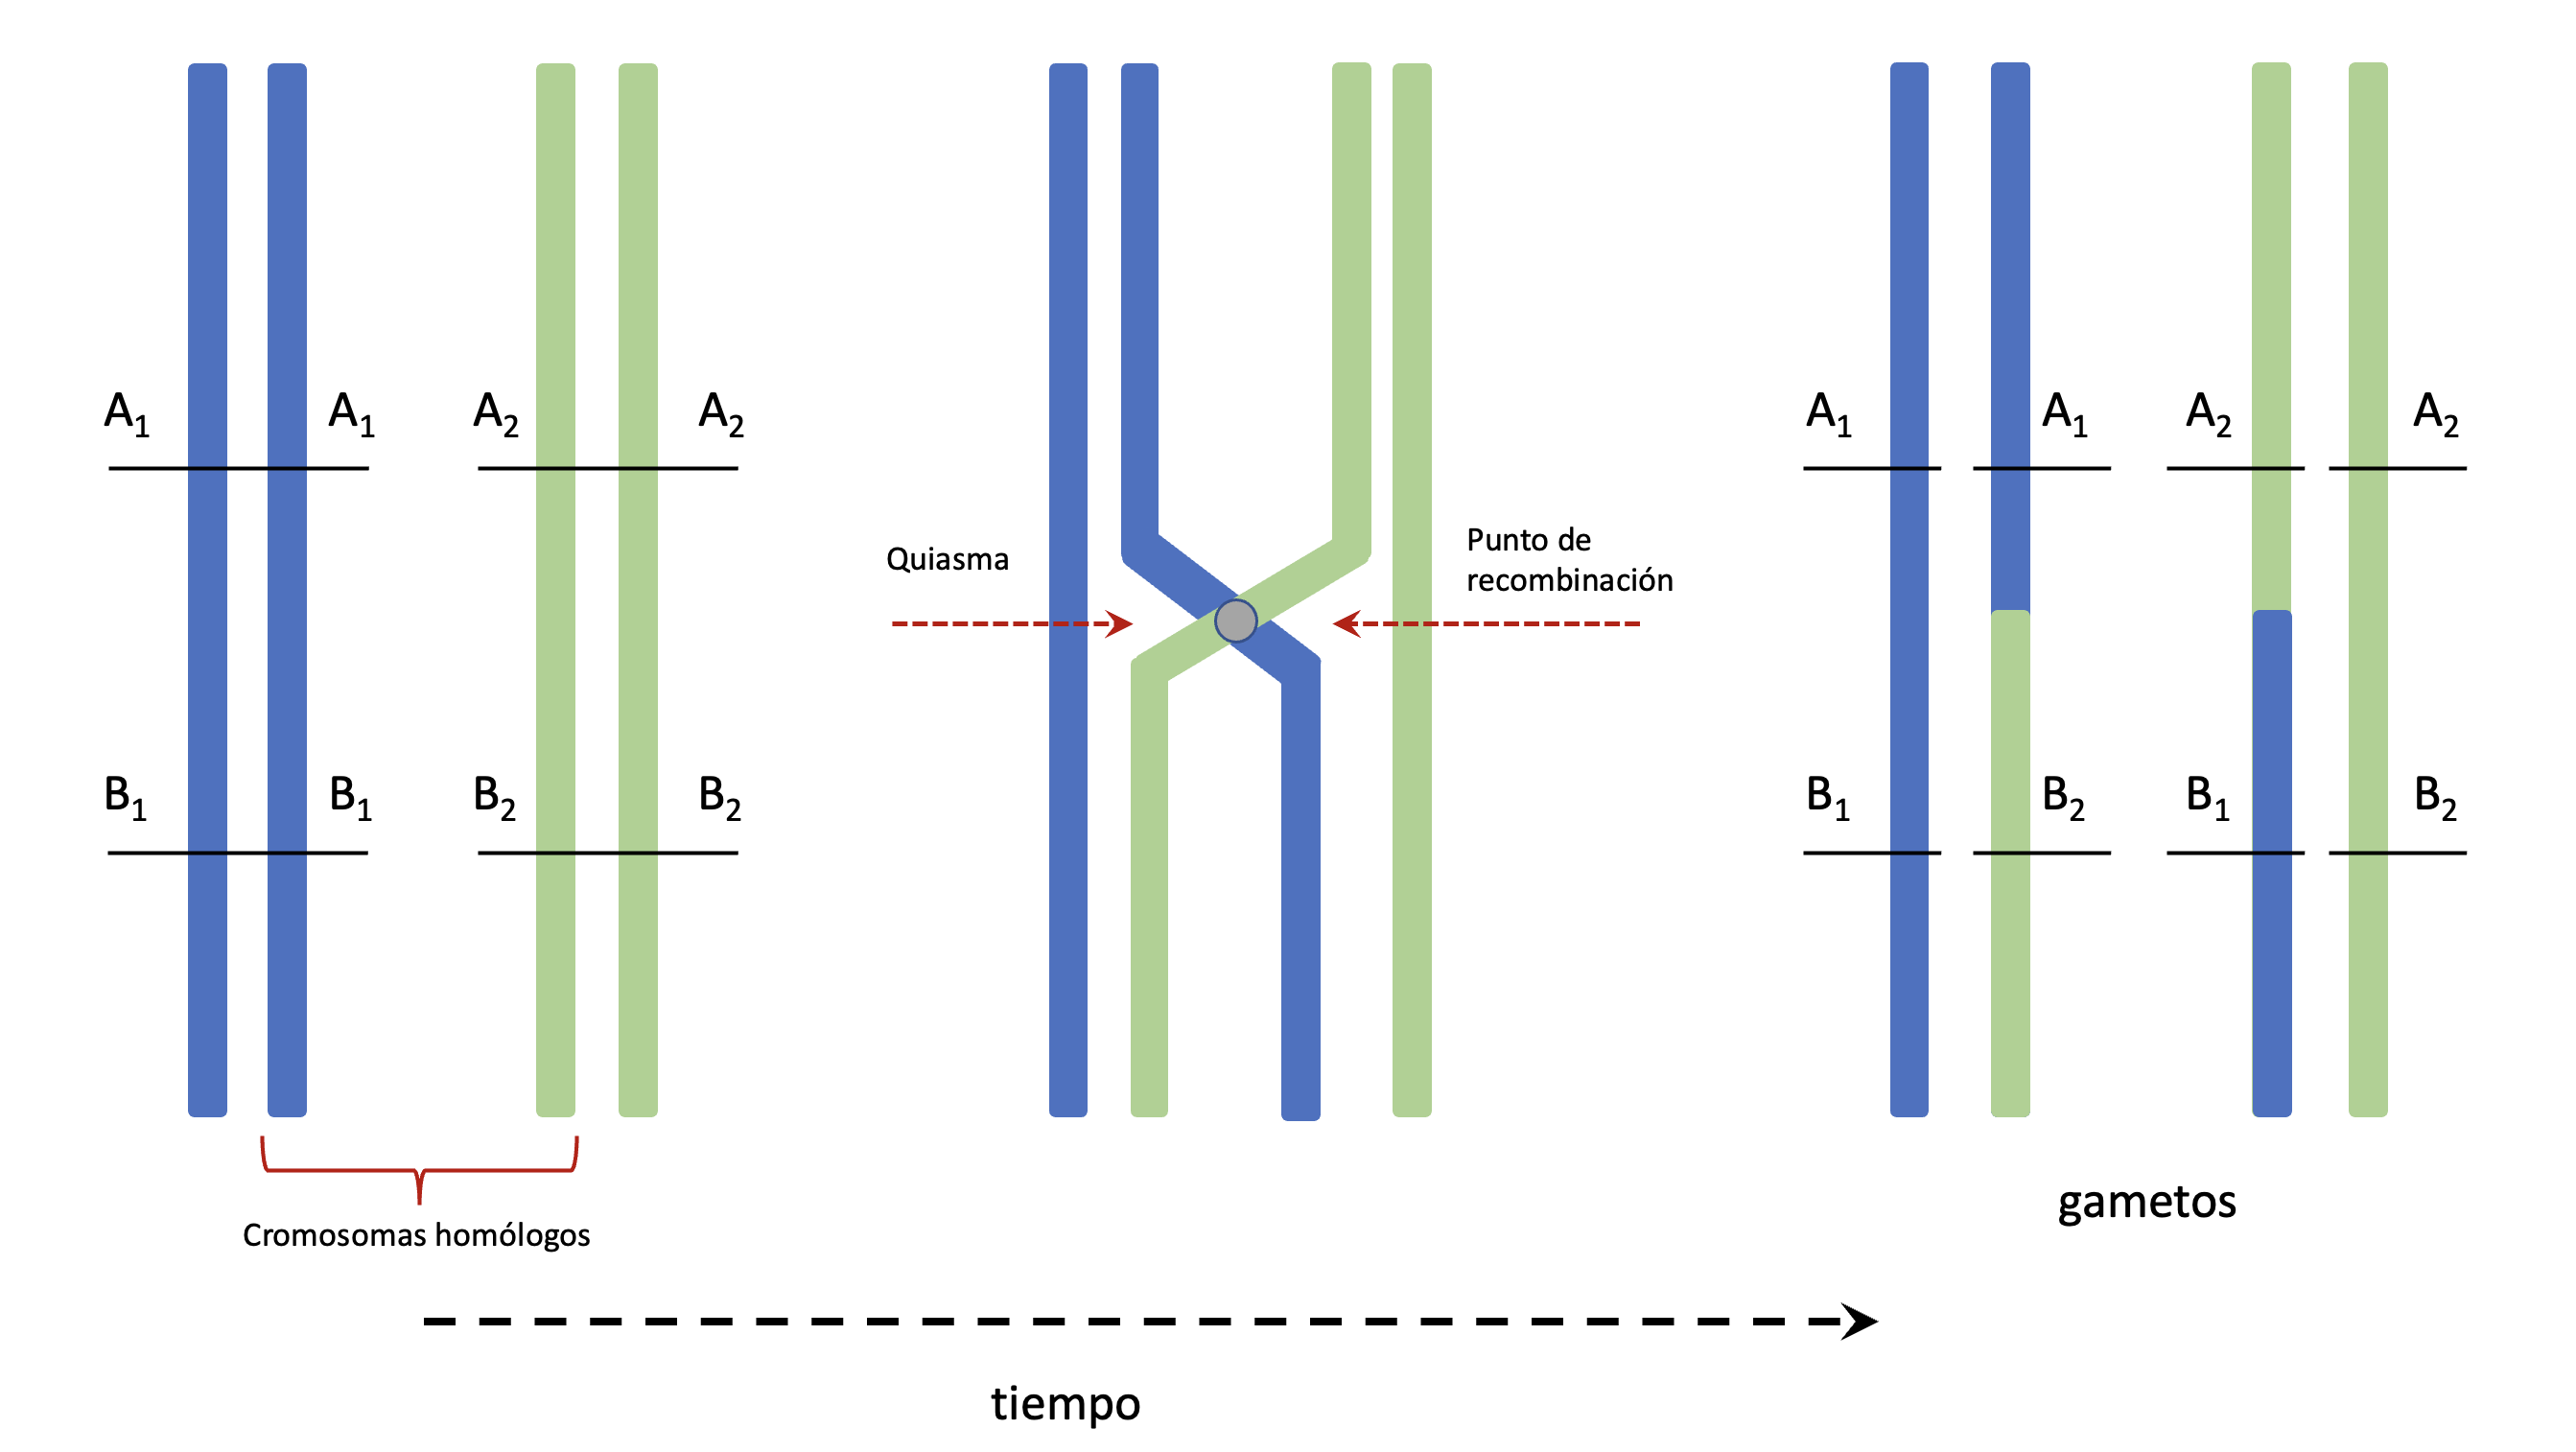 A1 A1 A2 A2
B1 B1 B2 B2
Cromosomas homólogos
Quiasma
Punto de
recombinación
A1 A1 A2 A2
B1 B2 B1 B2
gametos
tiempo